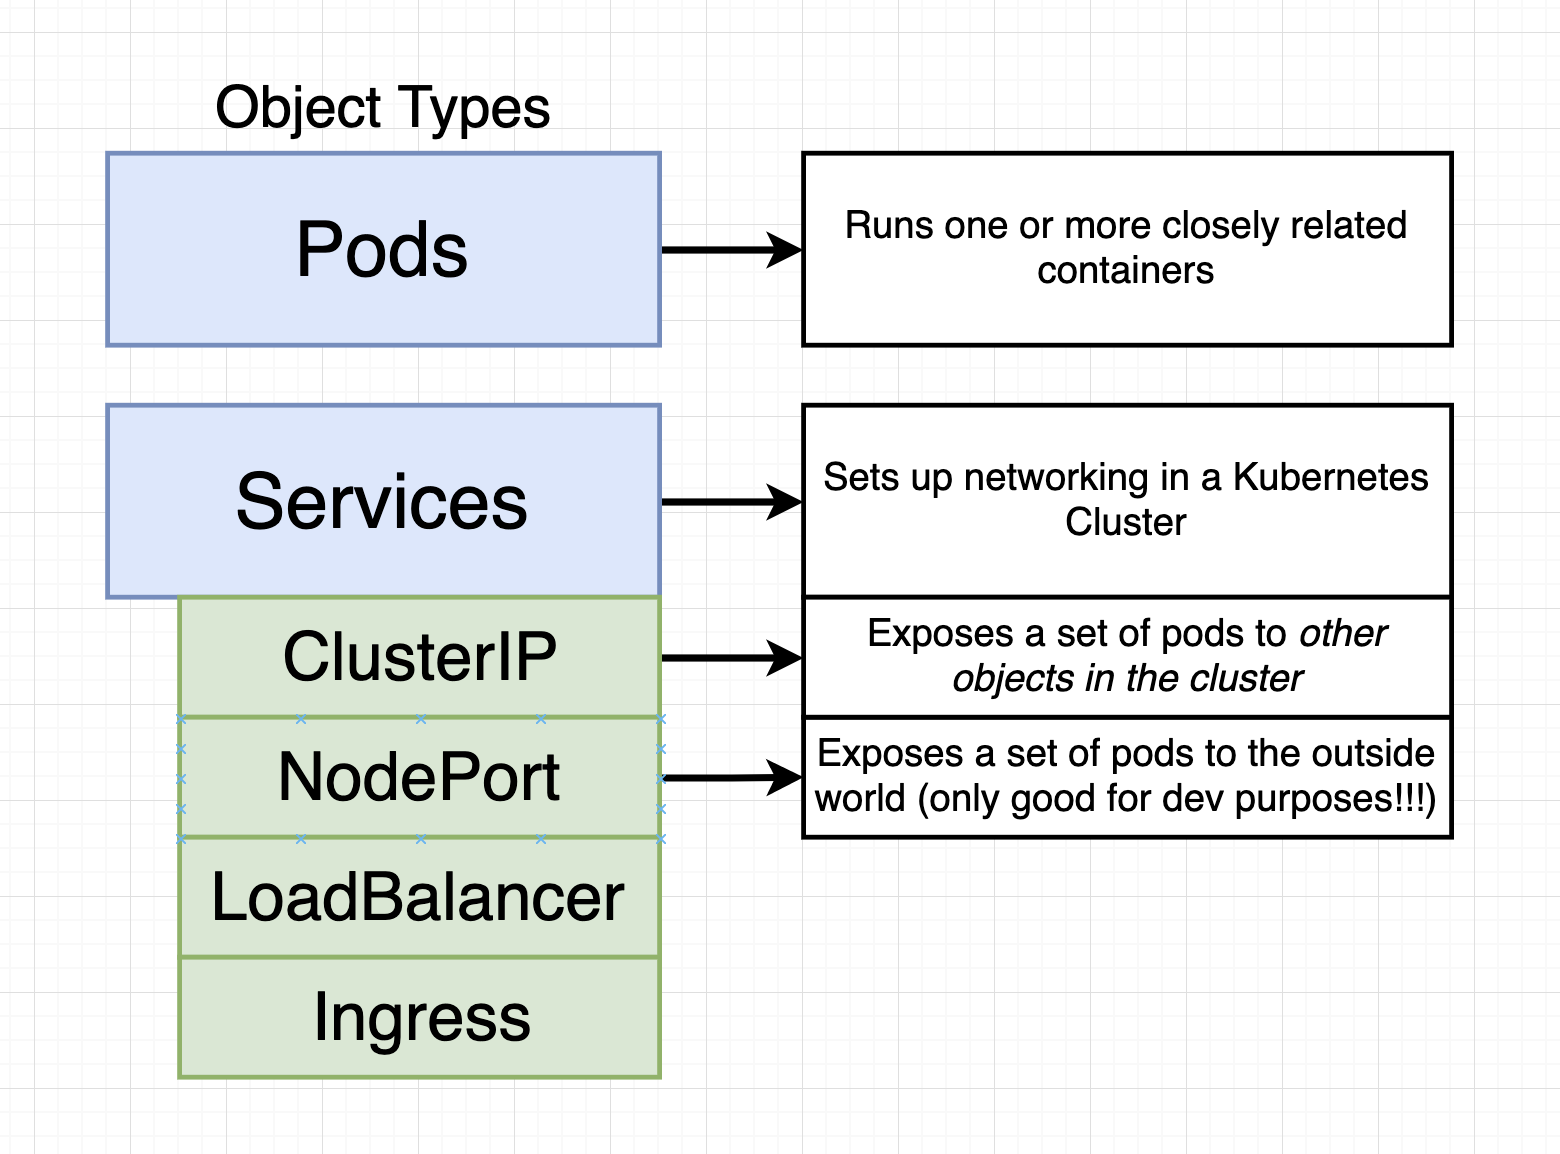 Object Types
Pods
Runs one or more closely related
containers
Services
Sets up networking in a Kubernetes
Cluster
ClusterIP
Exposes a set of pods to other
objects in the cluster
NodePort
Exposes a set of pods to the outside
world (only good for dev purposes!!!)
LoadBalancer
Ingress